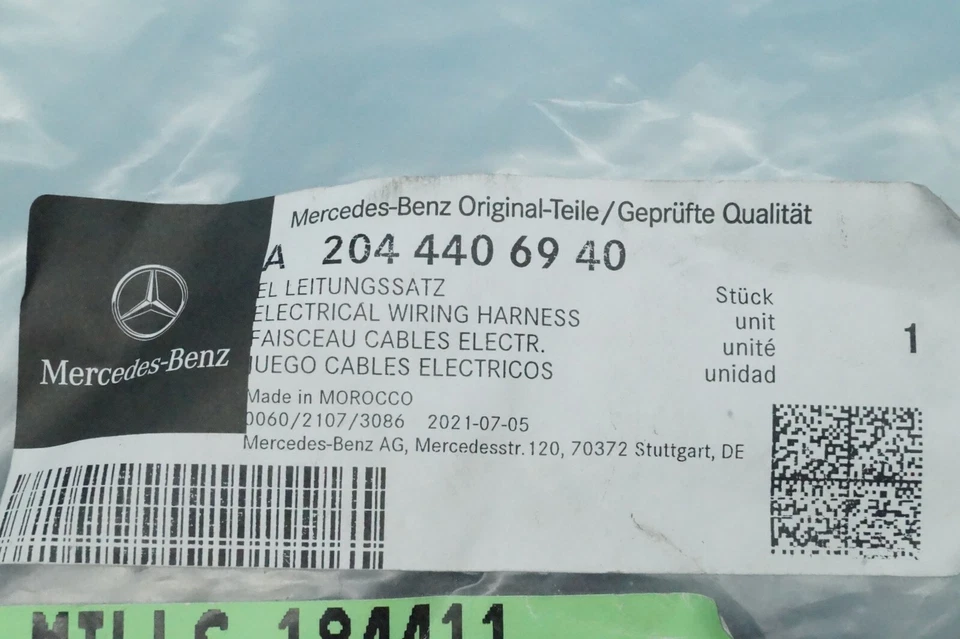 Mercedes-Benz Original-Teile/Geprüfte Qualität
A 204 440 69 40
EL LEITUNGSSATZ
ELECTRICAL WIRING HARNESS
FAISCEAU CABLES ELECTR.
JUEGO CABLES ELECTRICOS
Stück
unit
unité
unidad
1
Mercedes-Benz
Made in MOROCCO
0060/2107/3086 2021-07-05
Mercedes-Benz AG, Mercedesstr. 120, 70372 Stuttgart, DE
MILLS 184411